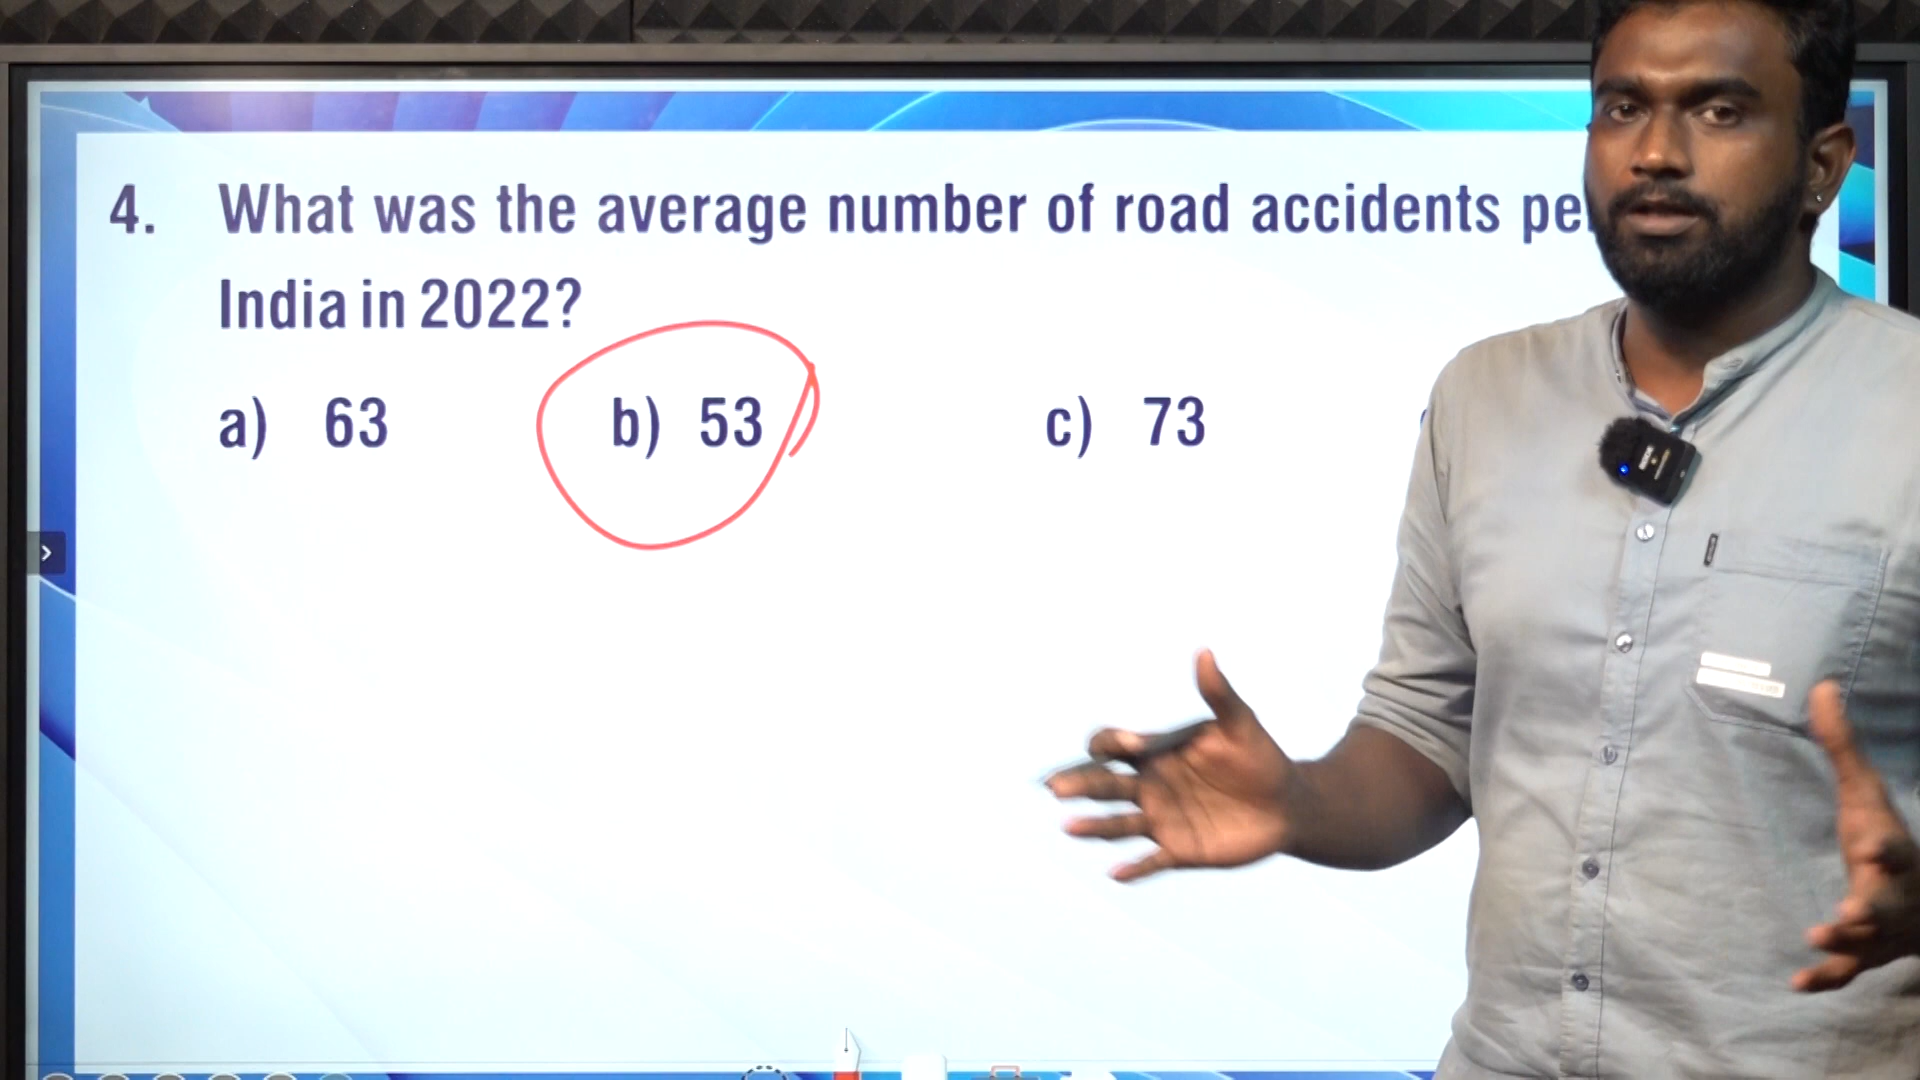 4. What was the average number of road accidents pe
India in 2022?
a) 63 b) 53 c) 73